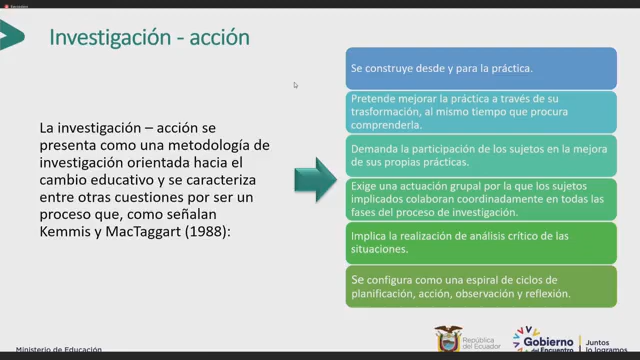 Investigación - acción
La investigación – acción se
presenta como una metodología de
investigación orientada hacia el
cambio educativo y se caracteriza
entre otras cuestiones por ser un
proceso que, como señalan
Kemmis y MacTaggart (1988):
Se construye desde y para la práctica.
Pretende mejorar la práctica a través de su
trasformación, al mismo tiempo que procura
comprenderla.
Demanda la participación de los sujetos en la mejora
de sus propias prácticas.
Exige una actuación grupal por la que los sujetos
implicados colaboran coordinadamente en todas las
fases del proceso de investigación.
Implica la realización de análisis crítico de las
situaciones.
Se configura como una espiral de ciclos de
planificación, acción, observación y reflexión.
Ministerio de Educación
República
del Ecuador
Gobierno
del Encuentro
Juntos
lo logramos